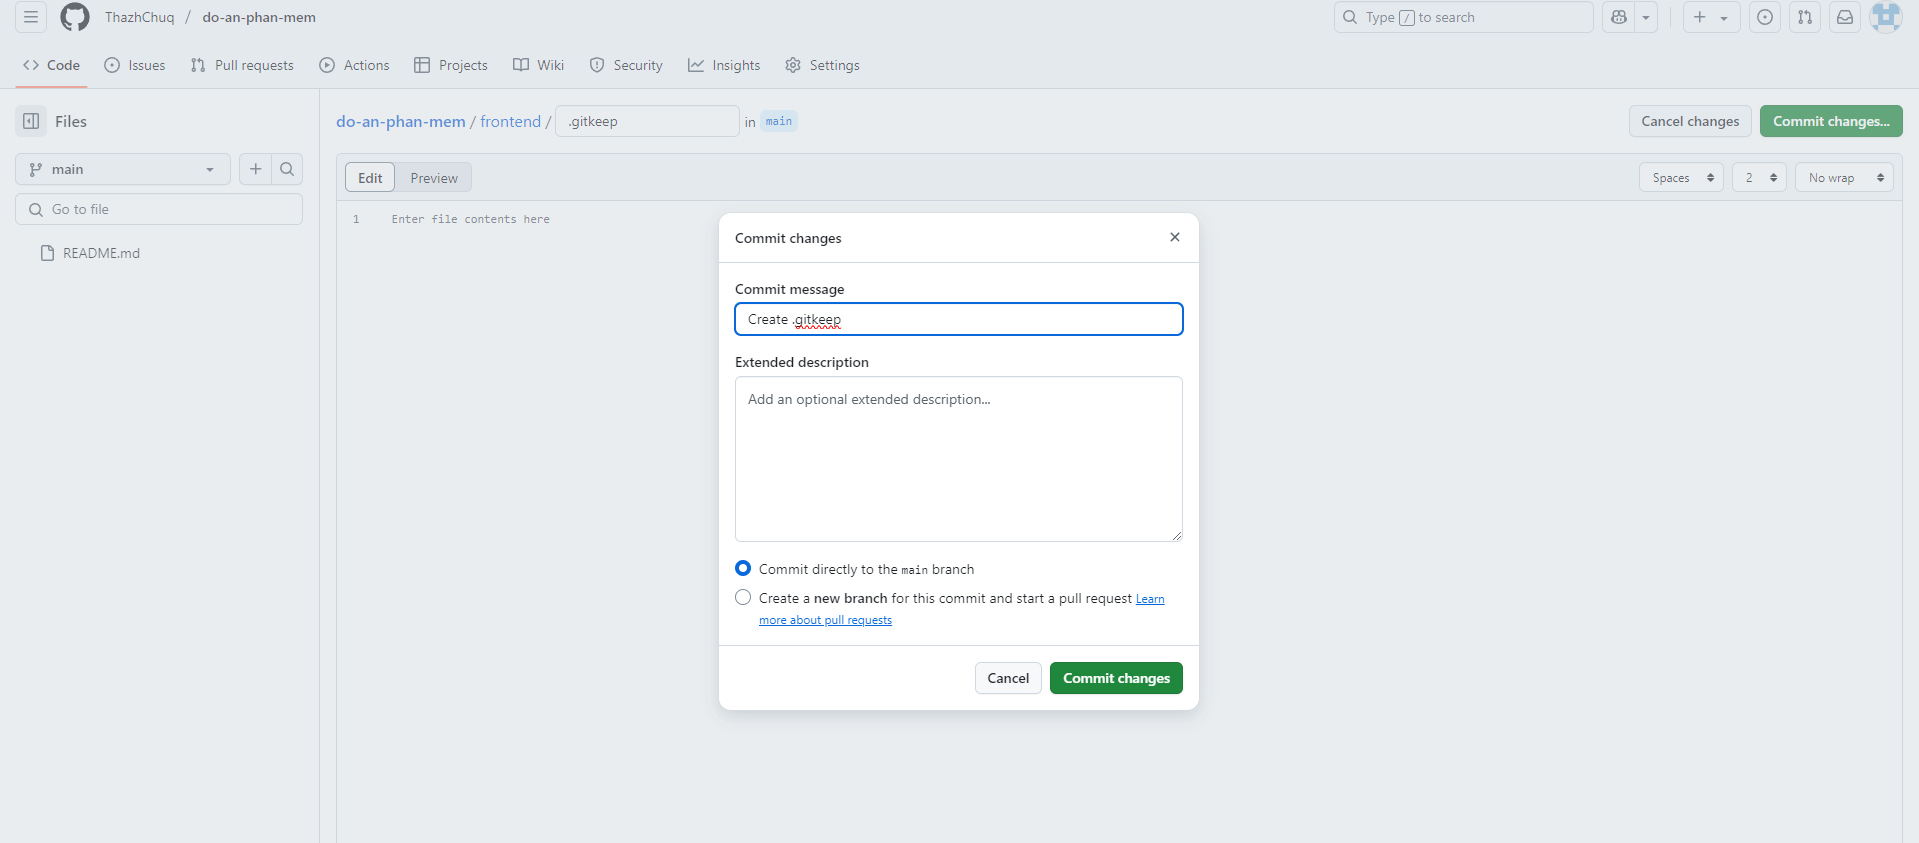 ThazhChuq / do-an-phan-mem
Type / to search
Code
Issues
Pull requests
Actions
Projects
Wiki
Security
Insights
Settings
Files
main
Go to file
README.md
do-an-phan-mem / frontend / .gitkeep in main
Cancel changes
Commit changes...
Edit
Preview
Spaces
2
No wrap
1 Enter file contents here
Commit changes
Commit message
Create .gitkeep
Extended description
Add an optional extended description...
Commit directly to the main branch
Create a new branch for this commit and start a pull request Learn
more about pull requests
Cancel
Commit changes